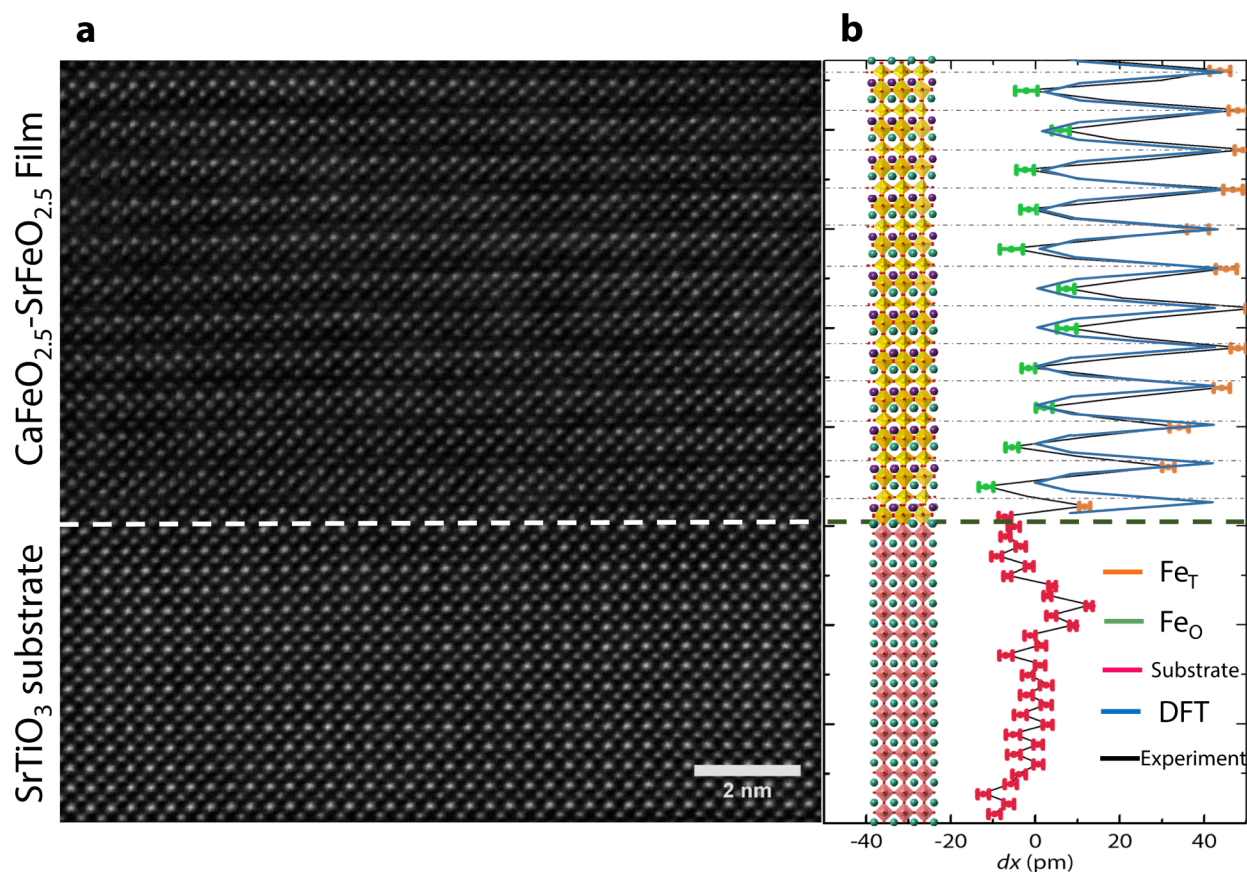 a
b
CaFeO2.5-SrFeO2.5 Film
SrTiO3 substrate
2 nm
FeT
FeO
Substrate
DFT
Experiment
-40 -20 0 20 40
dx (pm)